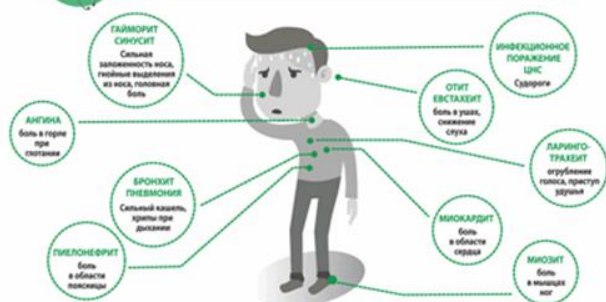 ГАЙМОРИТ
СИНУСИТ
Сильная
заложенность носа,
гнойные выделения
из носа, головная
боль
ИНФЕКЦИОННОЕ
ПОРАЖЕНИЕ
ЦНС
Судороги
ОТИТ
ЕВСТАХЕИТ
боль в ушах,
снижение
слуха
АНГИНА
боль в горле
при
глотании
ЛАРИНГО-
ТРАХЕИТ
огрубление
голоса, приступ
удушья
БРОНХИТ
ПНЕВМОНИЯ
Сильный кашель,
хрипы при
дыхании
МИОКАРДИТ
боль
в области
сердца
ПИЕЛОНЕФРИТ
боль
в области
поясницы
МИОЗИТ
боль
в мышцах
ног